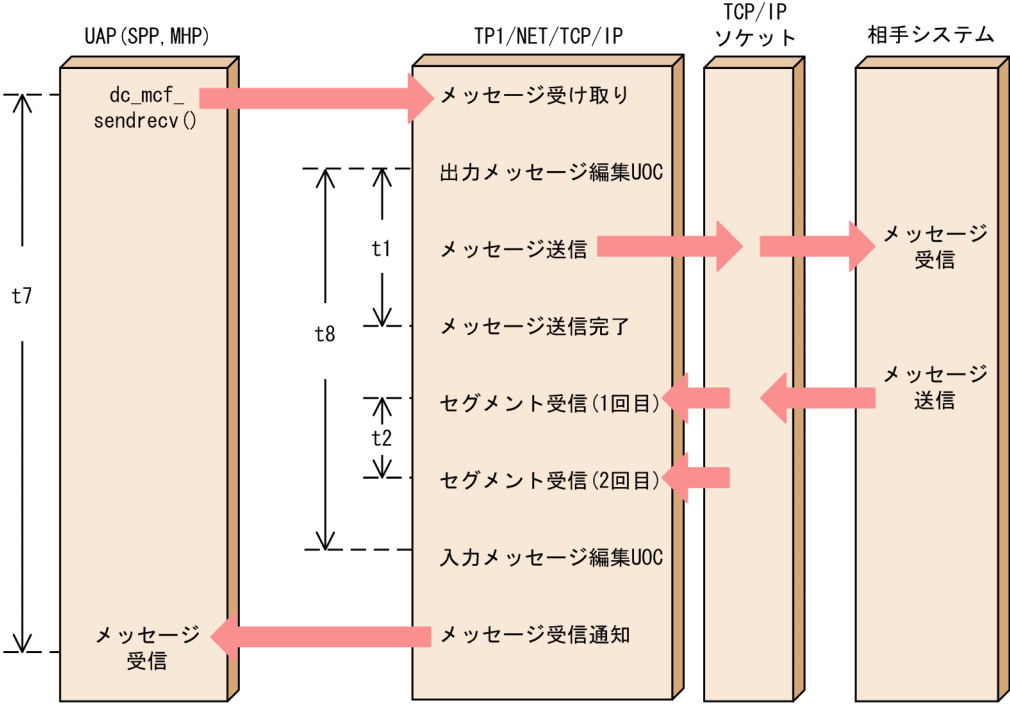 UAP(SPP,MHP)
TP1/NET/TCP/IP
TCP/IP
ソケット
相手システム
dc_mcf_
sendrecv()
メッセージ受け取り
出力メッセージ編集UOC
t1
メッセージ送信
メッセージ
受信
t7
t8
メッセージ送信完了
メッセージ
送信
セグメント受信(1回目)
t2
セグメント受信(2回目)
入力メッセージ編集UOC
メッセージ
受信
メッセージ受信通知